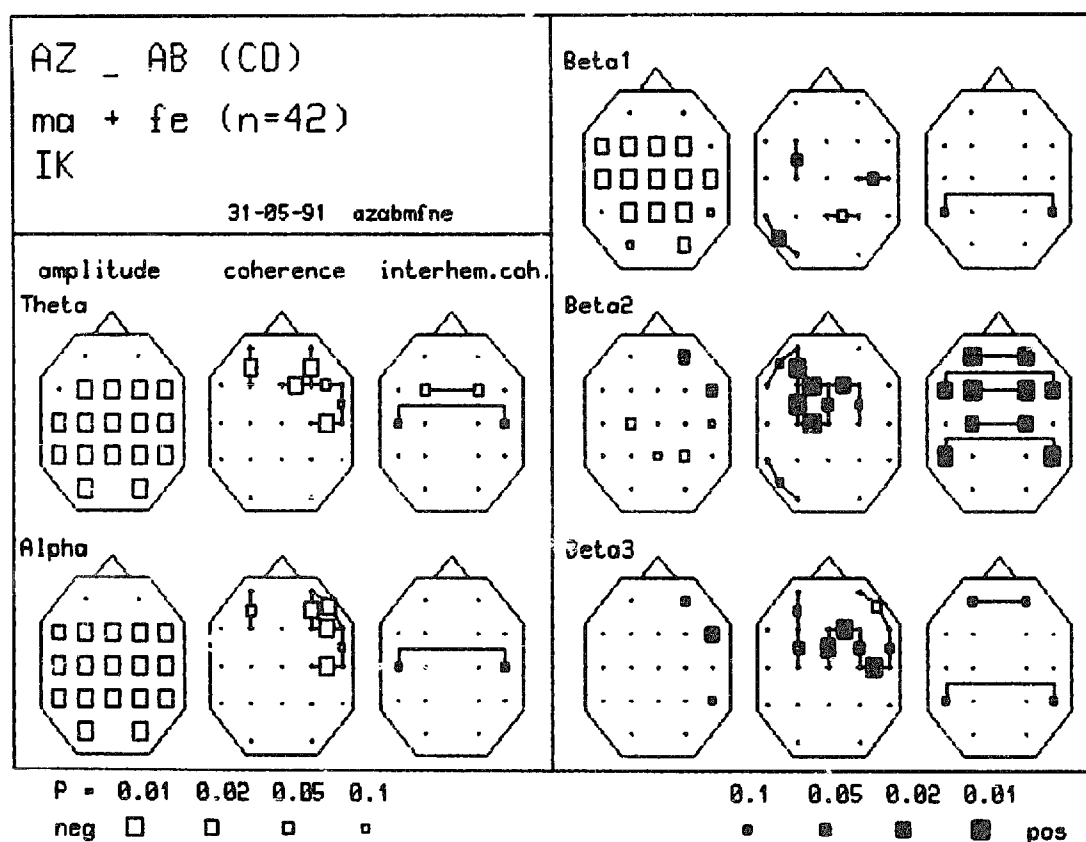 AZ _ AB (CD)
ma + fe (n=42)
IK
31-05-91 azabmfne
amplitude coherence interhem.coh.
Theta
Alpha
Beta1
Beta2
Beta3
P = 0.01 0.02 0.05 0.1
neg
0.1 0.05 0.02 0.01
pos